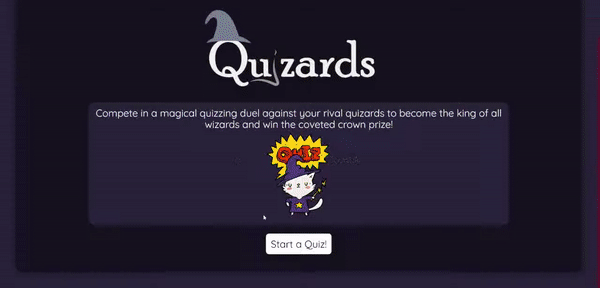 Quizards
Compete in a magical quizzing duel against your rival quizards to become the king of all
wizards and win the coveted crown prize!
QUIZ
Start a Quiz!